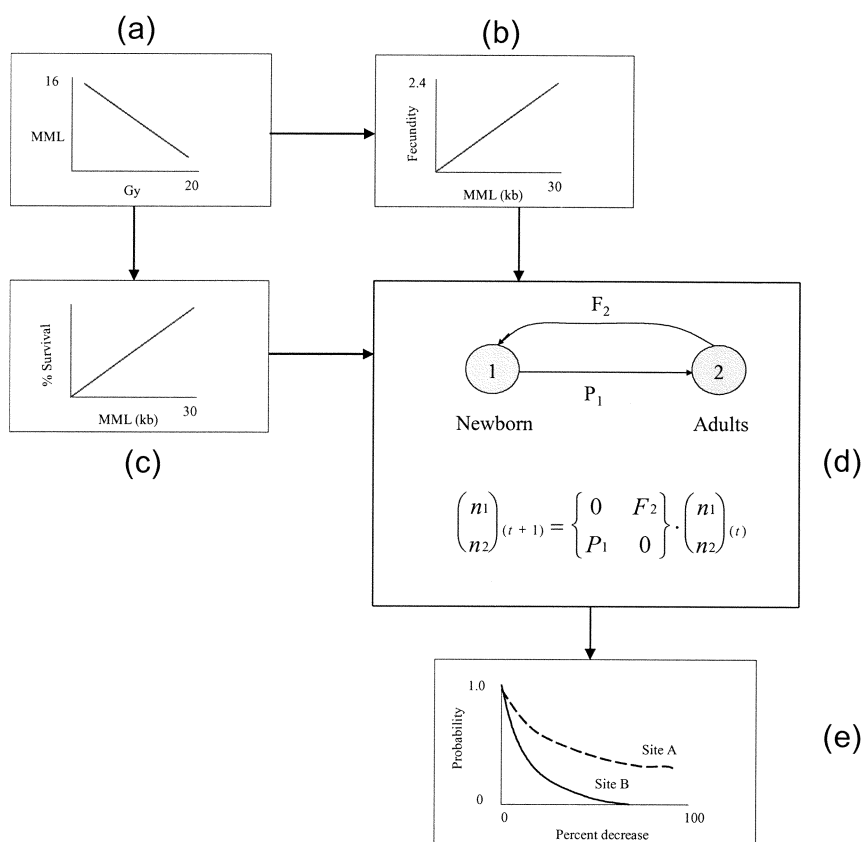 (a)
(b)
16
MML
Gy
20
2.4
Fecundity
MML (kb)
30
% Survival
MML (kb)
30
(c)
F2
1
2
P1
Newborn
Adults
(d)
(n1 n2)(t + 1) = {0 F2 P1 0} · (n1 n2)(t)
1.0
Probability
0
Site A
Site B
0
100
Percent decrease
(e)